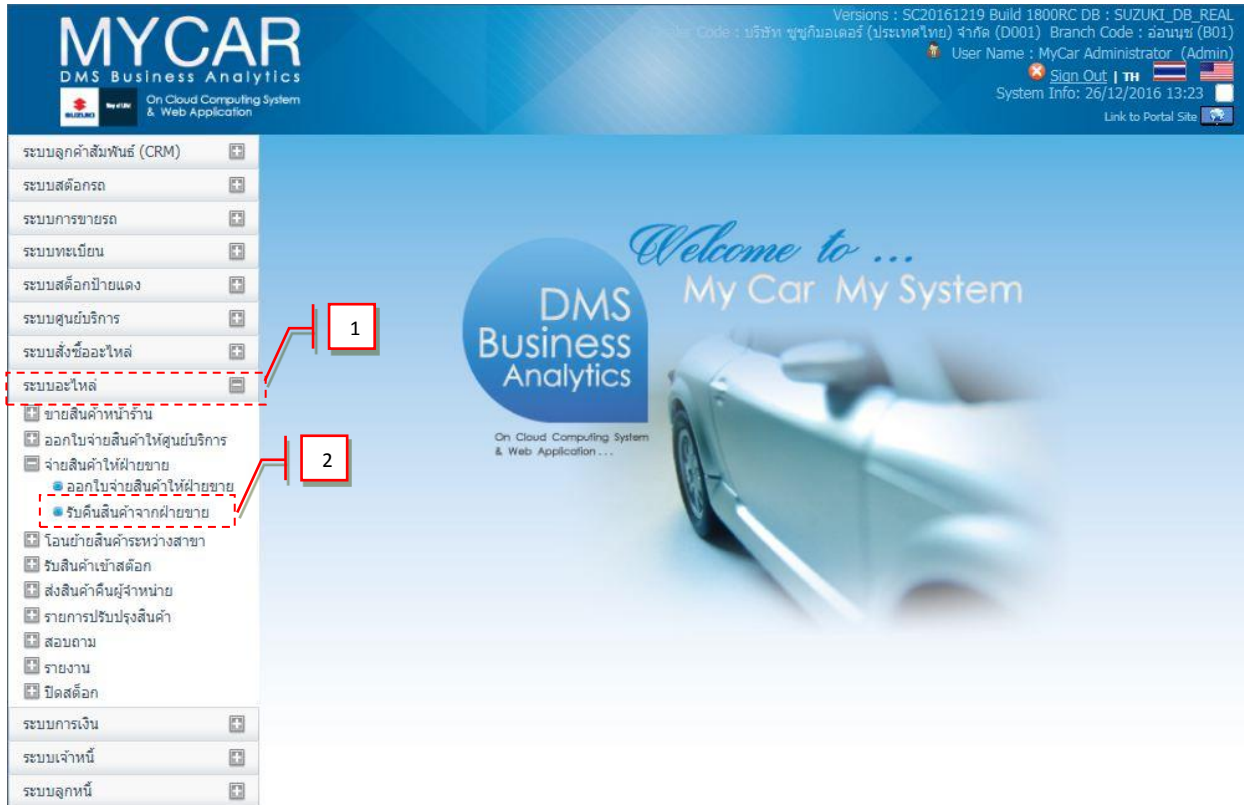 MYCAR
DMS Business Analytics
On Cloud Computing System
& Web Application
SUZUKI
Versions : SC20161219 Build 1800RC DB : SUZUKI_DB_REAL
Code : บริษัท ซูซูกิมอเตอร์ (ประเทศไทย) จำกัด (D001) Branch Code : อ่อนนุช (B01)
User Name : MyCar Administrator (Admin)
Sign Out | TH
System Info: 26/12/2016 13:23
Link to Portal Site
ระบบลูกค้าสัมพันธ์ (CRM)
ระบบสต๊อกรถ
ระบบการขายรถ
ระบบทะเบียน
ระบบสต็อกป้ายแดง
ระบบศูนย์บริการ
ระบบสั่งซื้ออะไหล่
ระบบอะไหล่
1
ขายสินค้าหน้าร้าน
ออกใบจ่ายสินค้าให้ศูนย์บริการ
จ่ายสินค้าให้ฝ่ายขาย
2
ออกใบจ่ายสินค้าให้ฝ่ายขาย
รับคืนสินค้าจากฝ่ายขาย
โอนย้ายสินค้าระหว่างสาขา
รับสินค้าเข้าสต๊อก
ส่งสินค้าคืนผู้จำหน่าย
รายการปรับปรุงสินค้า
สอบถาม
รายงาน
ปิดสต็อก
ระบบการเงิน
ระบบเจ้าหนี้
ระบบลูกหนี้
Welcome to ...
My Car My System
DMS
Business
Analytics
On Cloud Computing System
& Web Application...